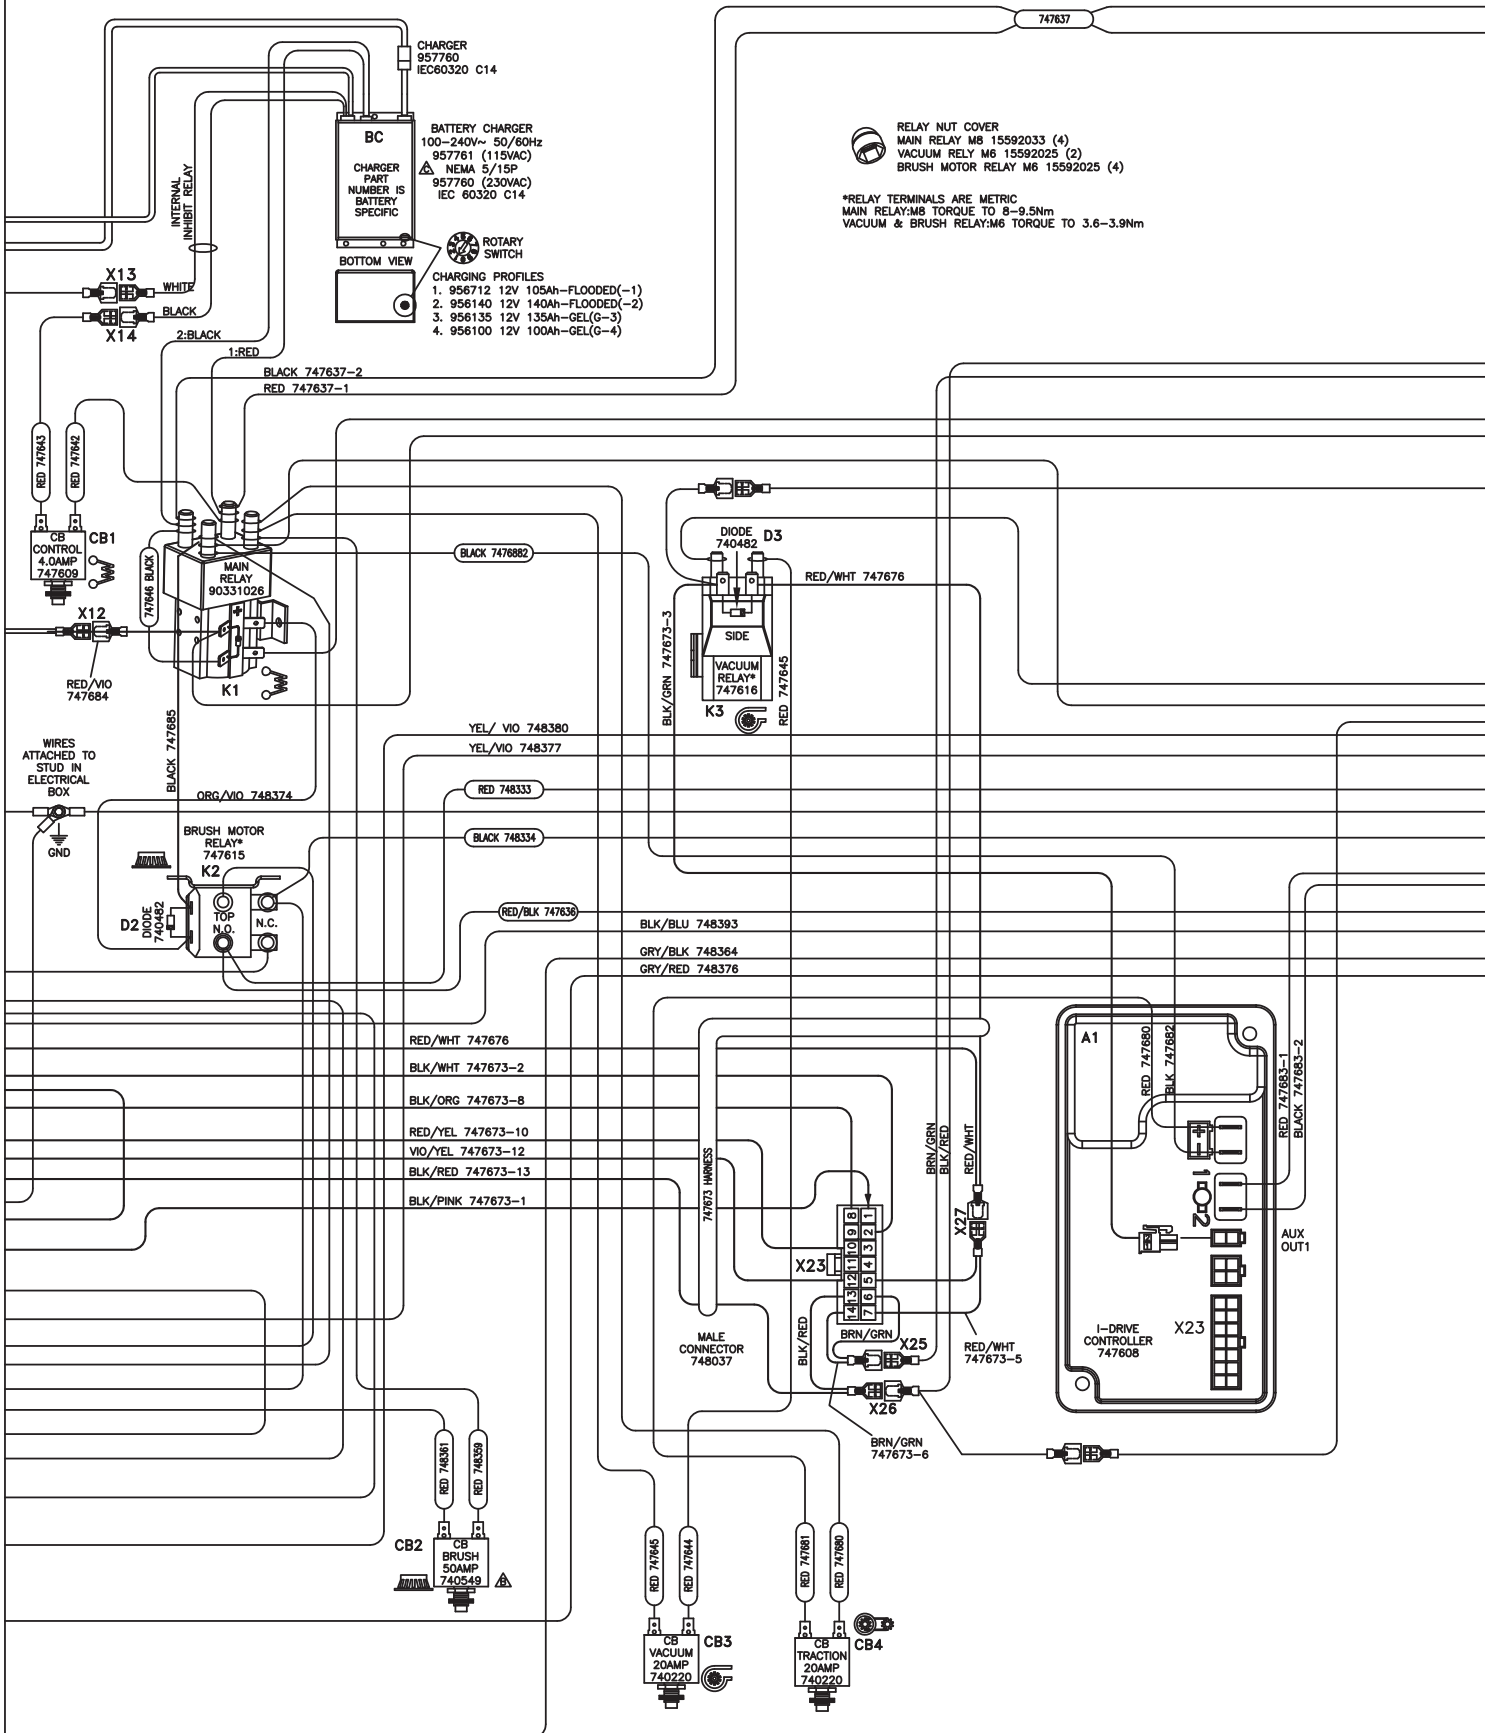 747637
CHARGER
957760
IEC60320 C14
BC
CHARGER
PART
NUMBER IS
BATTERY
SPECIFIC
BATTERY CHARGER
100-240V~ 50/60Hz
957761 (115VAC)
C NEMA 5/15P
957760 (230VAC)
IEC 60320 C14
RELAY NUT COVER
MAIN RELAY M8 15592033 (4)
VACUUM RELY M6 15592025 (2)
BRUSH MOTOR RELAY M6 15592025 (4)
*RELAY TERMINALS ARE METRIC
MAIN RELAY:M8 TORQUE TO 8-9.5Nm
VACUUM & BRUSH RELAY:M6 TORQUE TO 3.6-3.9Nm
INTERNAL
INHIBIT RELAY
ROTARY
SWITCH
BOTTOM VIEW
CHARGING PROFILES
1. 956712 12V 105Ah-FLOODED(-1)
2. 956140 12V 140Ah-FLOODED(-2)
3. 956135 12V 135Ah-GEL(G-3)
4. 956100 12V 100Ah-GEL(G-4)
X13
WHITE
BLACK
X14
2:BLACK
1:RED
BLACK 747637-2
RED 747637-1
RED 747643
RED 747642
CB
CONTROL
4.0AMP
747609
CB1
747646 BLACK
MAIN
RELAY
90331026
+
K1
X12
RED/VIO
747684
BLACK 7476882
DIODE
740482
D3
RED/WHT 747676
SIDE
VACUUM
RELAY*
747616
K3
BLK/GRN 747673-3
RED 747645
BLACK 747685
YEL/ VIO 748380
YEL/VIO 748377
WIRES
ATTACHED TO
STUD IN
ELECTRICAL
BOX
GND
ORG/VIO 748374
RED 748333
BLACK 748334
BRUSH MOTOR
RELAY*
747615
K2
D2
DIODE
740482
TOP
N.O.
N.C.
RED/BLK 747636
BLK/BLU 748393
GRY/BLK 748364
GRY/RED 748376
RED/WHT 747676
BLK/WHT 747673-2
BLK/ORG 747673-8
RED/YEL 747673-10
VIO/YEL 747673-12
BLK/RED 747673-13
BLK/PINK 747673-1
747673 HARNESS
MALE
CONNECTOR
748037
X23
8 1
9 2
10 3
11 4
12 5
13 6
14 7
BRN/GRN
BLK/RED
RED/WHT
X27
BLK/RED
BRN/GRN
X25
X26
RED/WHT
747673-5
BRN/GRN
747673-6
A1
RED 747680
BLK 747682
RED 747683-1
BLACK 747683-2
+
-
1
2
AUX
OUT1
X23
I-DRIVE
CONTROLLER
747608
RED 748361
RED 748359
CB2
CB
BRUSH
50AMP
740549
B
RED 747645
RED 747644
CB
VACUUM
20AMP
740220
CB3
RED 747681
RED 747680
CB
TRACTION
20AMP
740220
CB4